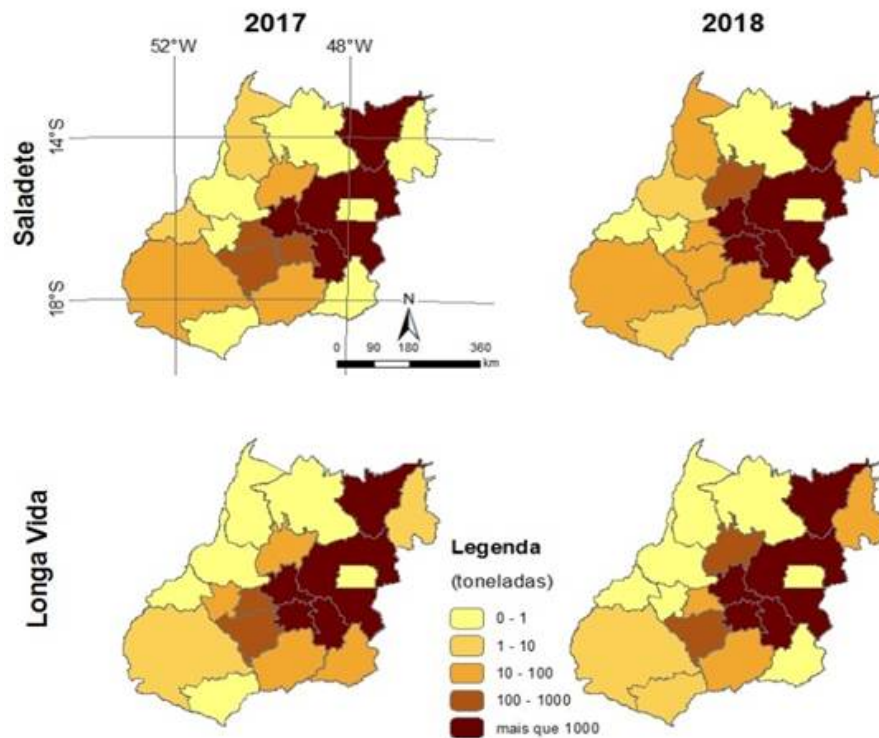 2017
2018
52°W
48°W
14°S
18°S
Saladete
N
0 90 180 360
km
Longa Vida
Legenda
(toneladas)
0 - 1
1 - 10
10 - 100
100 - 1000
mais que 1000